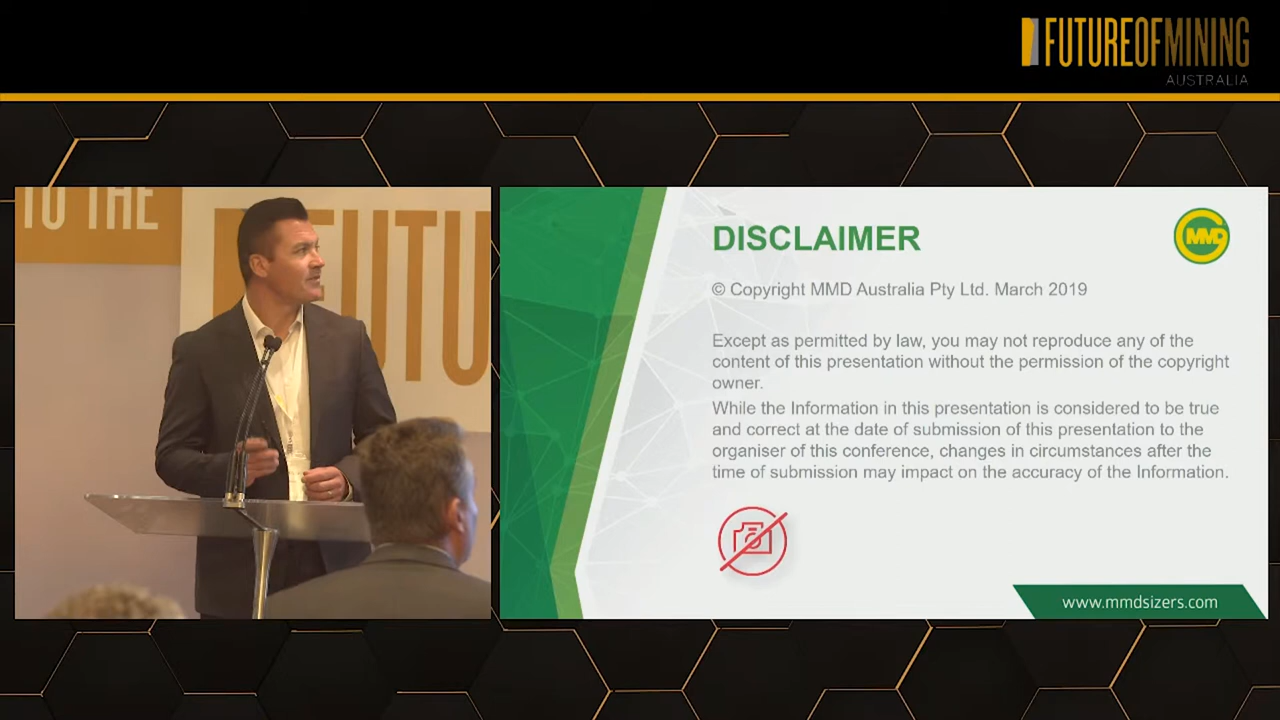 FUTUREOFMINING
AUSTRALIA
TO THE
FUTU
DISCLAIMER
MMD
© Copyright MMD Australia Pty Ltd. March 2019
Except as permitted by law, you may not reproduce any of the
content of this presentation without the permission of the copyright
owner.
While the Information in this presentation is considered to be true
and correct at the date of submission of this presentation to the
organiser of this conference, changes in circumstances after the
time of submission may impact on the accuracy of the Information.
www.mmdsizers.com